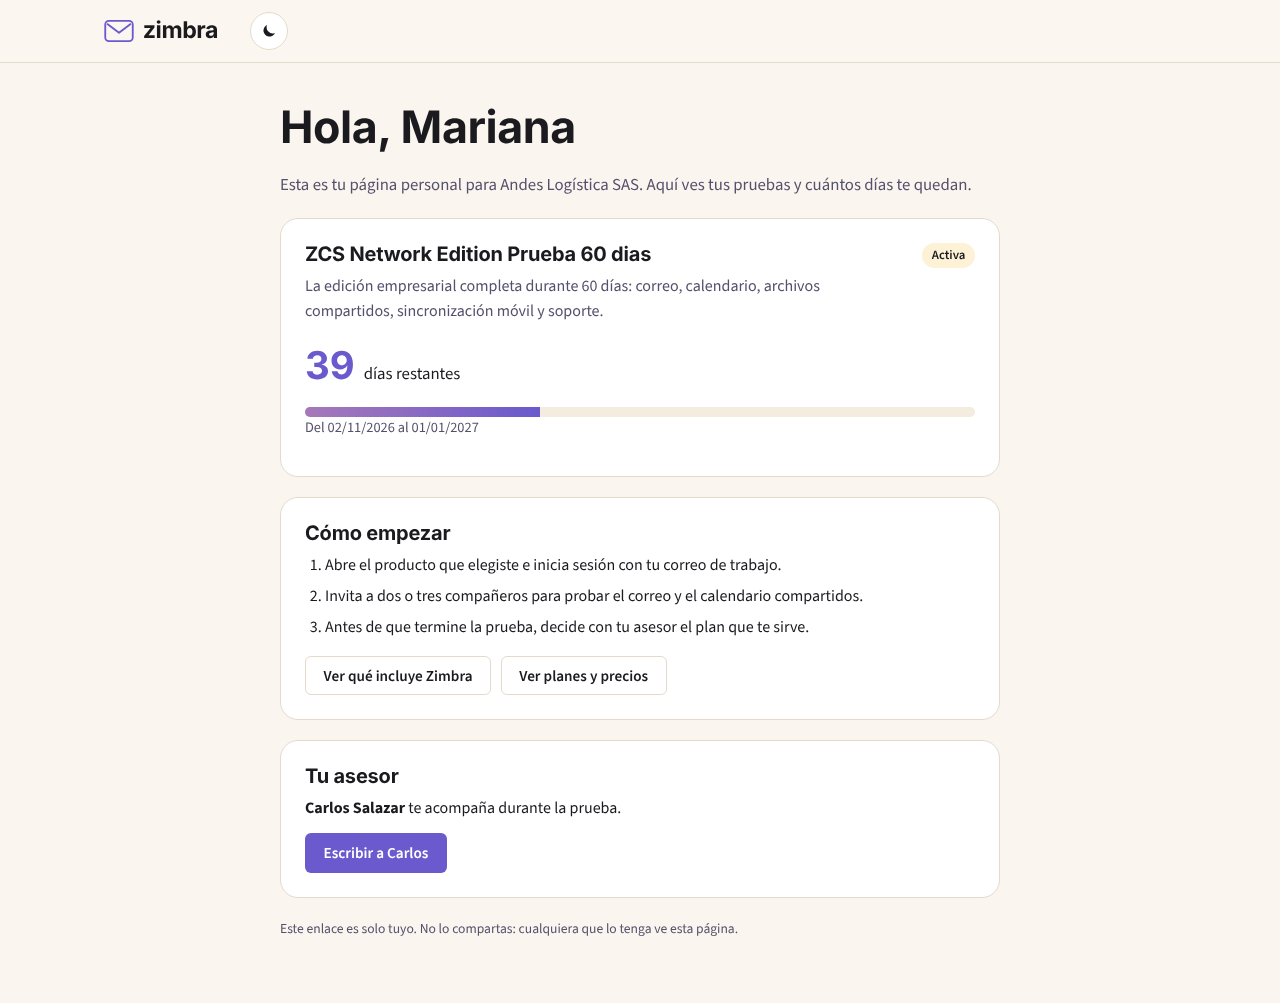 zimbra
Hola, Mariana
Esta es tu página personal para Andes Logística SAS. Aquí ves tus pruebas y cuántos días te quedan.
ZCS Network Edition Prueba 60 dias
Activa
La edición empresarial completa durante 60 días: correo, calendario, archivos
compartidos, sincronización móvil y soporte.
39 días restantes
Del 02/11/2026 al 01/01/2027
Cómo empezar
1. Abre el producto que elegiste e inicia sesión con tu correo de trabajo.
2. Invita a dos o tres compañeros para probar el correo y el calendario compartidos.
3. Antes de que termine la prueba, decide con tu asesor el plan que te sirve.
Ver qué incluye Zimbra
Ver planes y precios
Tu asesor
Carlos Salazar te acompaña durante la prueba.
Escribir a Carlos
Este enlace es solo tuyo. No lo compartas: cualquiera que lo tenga ve esta página.